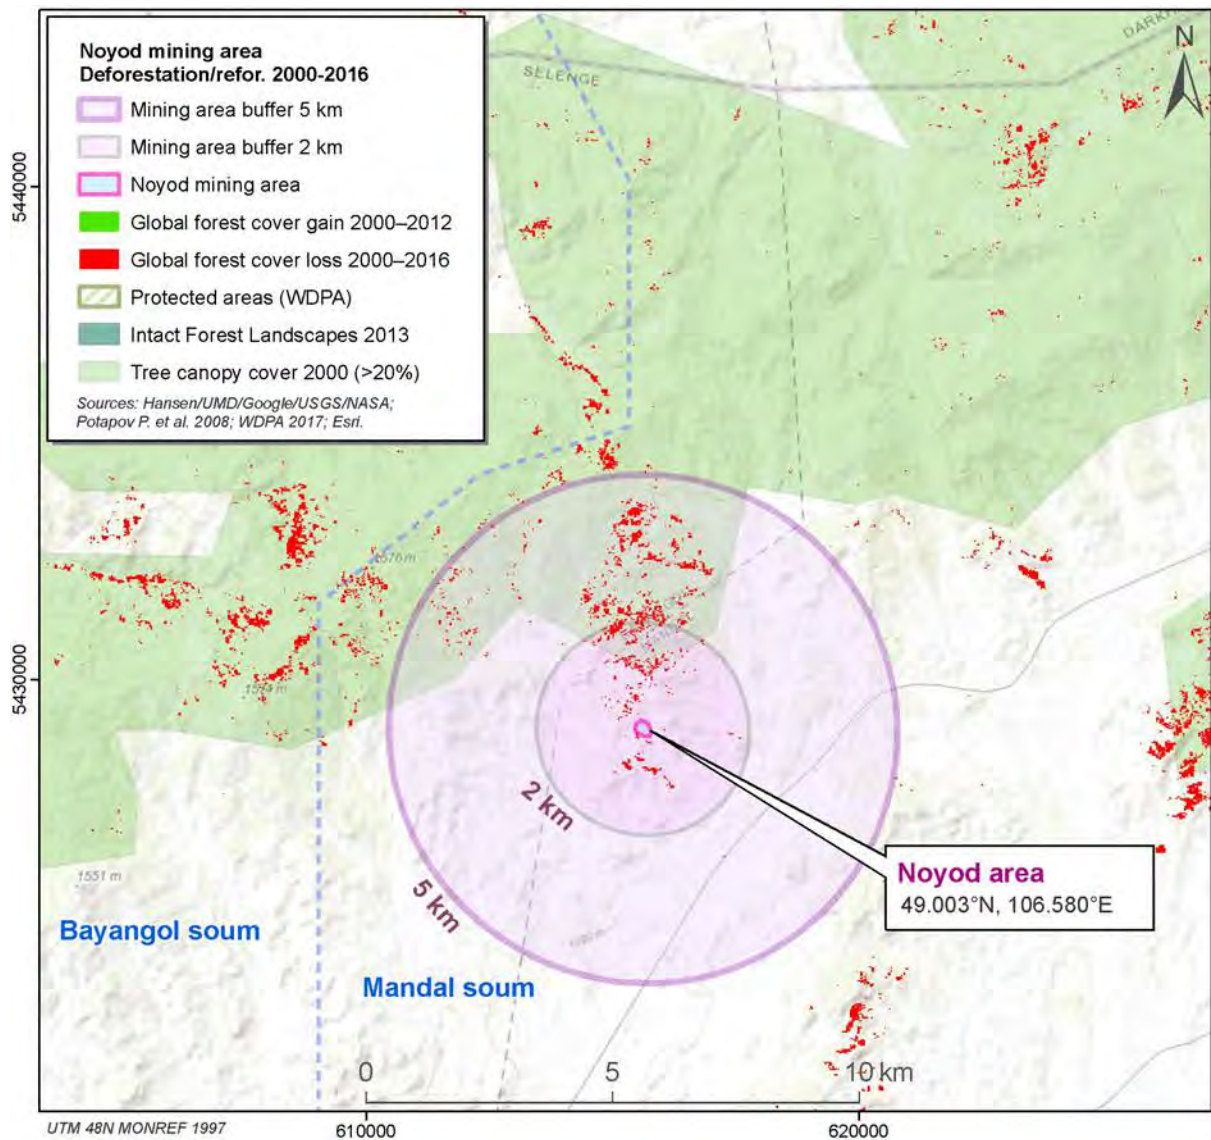 Noyod mining area
Deforestation/refor. 2000-2016
Mining area buffer 5 km
Mining area buffer 2 km
Noyod mining area
Global forest cover gain 2000–2012
Global forest cover loss 2000–2016
Protected areas (WDPA)
Intact Forest Landscapes 2013
Tree canopy cover 2000 (>20%)
Sources: Hansen/UMD/Google/USGS/NASA;
Potapov P. et al. 2008; WDPA 2017; Esri.
SELENGE
N
5440000
1576 m
5430000
2 km
Noyod area
49.003°N, 106.580°E
1551 m
5 km
Bayangol soum
Mandal soum
0 5 10 km
UTM 48N MONREF 1997
610000 620000